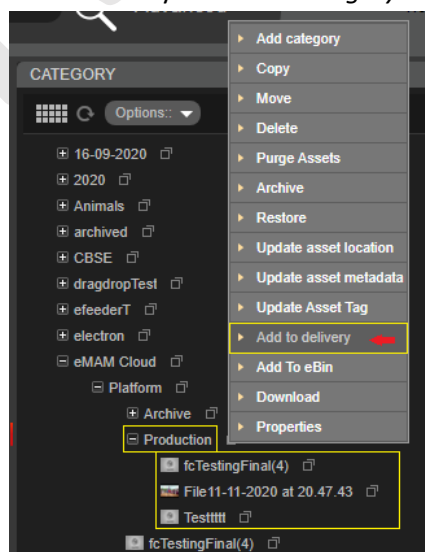 Add category
CATEGORY
Copy
Move
Options::
Delete
16-09-2020
Purge Assets
2020
Archive
Animals
Restore
archived
Update asset location
CBSE
Update asset metadata
dragdropTest
efeederT
Update Asset Tag
electron
Add to delivery
eMAM Cloud
Add To eBin
Platform
Download
Archive
Properties
Production
fcTestingFinal(4)
File11-11-2020 at 20.47.43
Testtttt
fcTestingFinal(4)